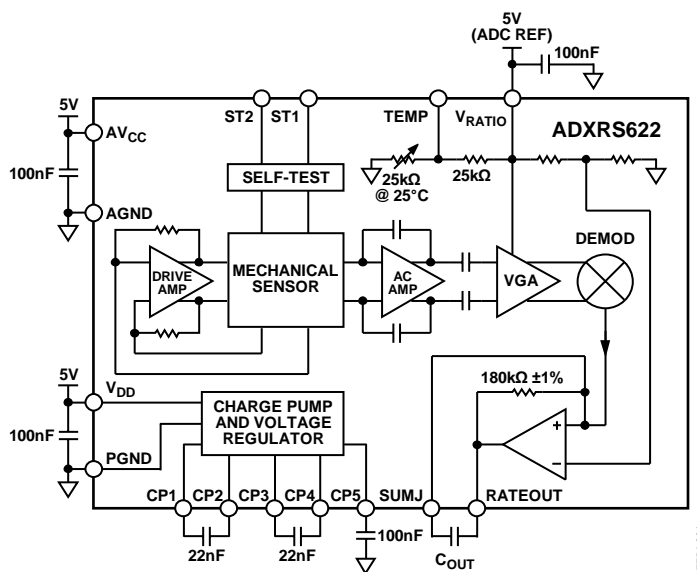 5V
(ADC REF)
100nF
5V
ST2
ST1
TEMP
VRATIO
ADXRS622
AVCC
100nF
25kΩ
@ 25°C
25kΩ
SELF-TEST
AGND
DEMOD
DRIVE
AMP
MECHANICAL
SENSOR
AC
AMP
VGA
5V
VDD
180kΩ ±1%
CHARGE PUMP
AND VOLTAGE
REGULATOR
+
–
100nF
PGND
CP1
CP2
CP3
CP4
CP5
SUMJ
RATEOUT
22nF
22nF
100nF
COUT